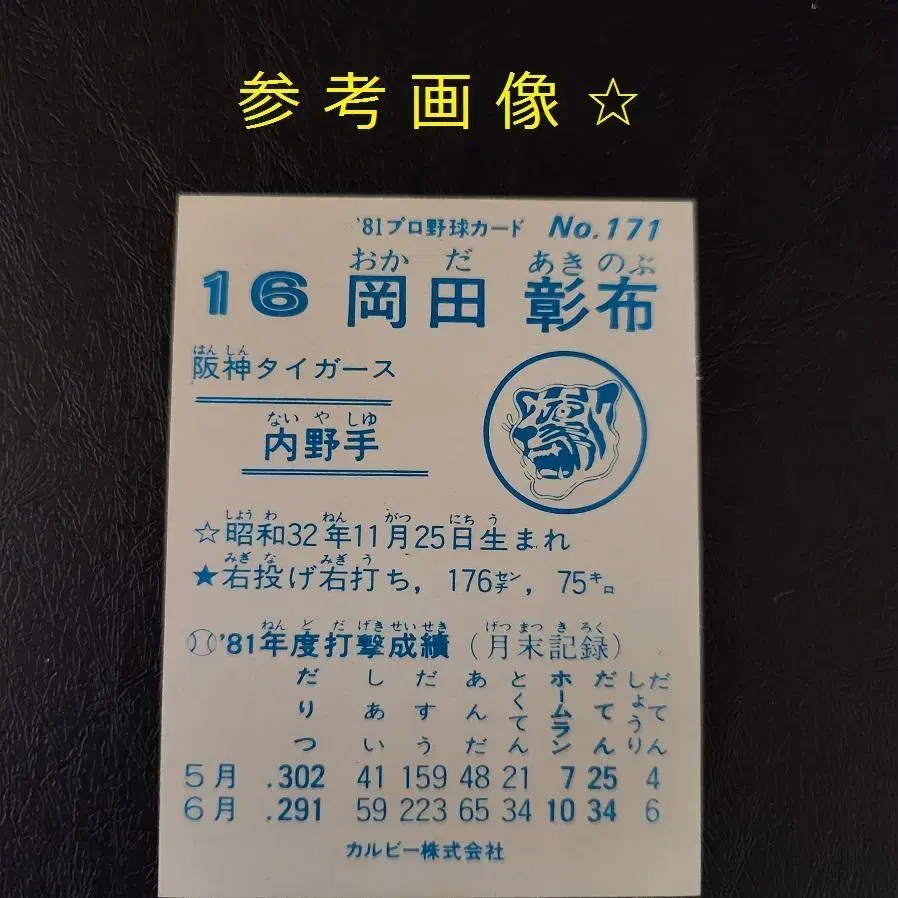 参考画像☆
'81プロ野球カード No.171
おかだ あきのぶ
16 岡田 彰布
はんしん
阪神タイガース
ないやしゆ
内野手
しようわ ねん がつ にちう
☆昭和32年11月25日生まれ
みぎな みぎう
★右投げ右打ち，176センチ，75キロ
ねんどだげきせいせき げつまつきろく
'81年度打撃成績（月末記録）
だりつ しあい だすう あんだ とくてん ホームラン だてん しょうりだてん
5月 .302 41 159 48 21 7 25 4
6月 .291 59 223 65 34 10 34 6
カルビー株式会社